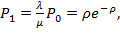 P₁ = λ/μ P₀ = ρe⁻ᵖ,